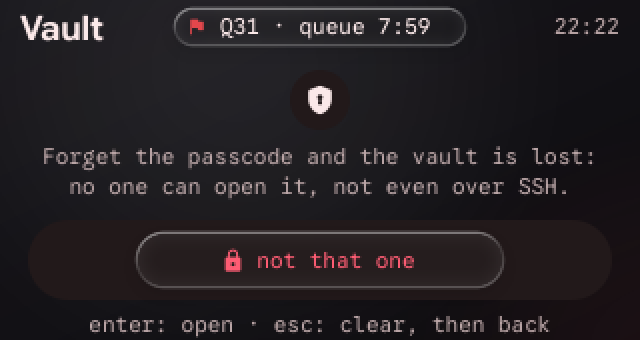 Vault
Q31 · queue 7:59
22:22
Forget the passcode and the vault is lost:
no one can open it, not even over SSH.
not that one
enter: open · esc: clear, then back